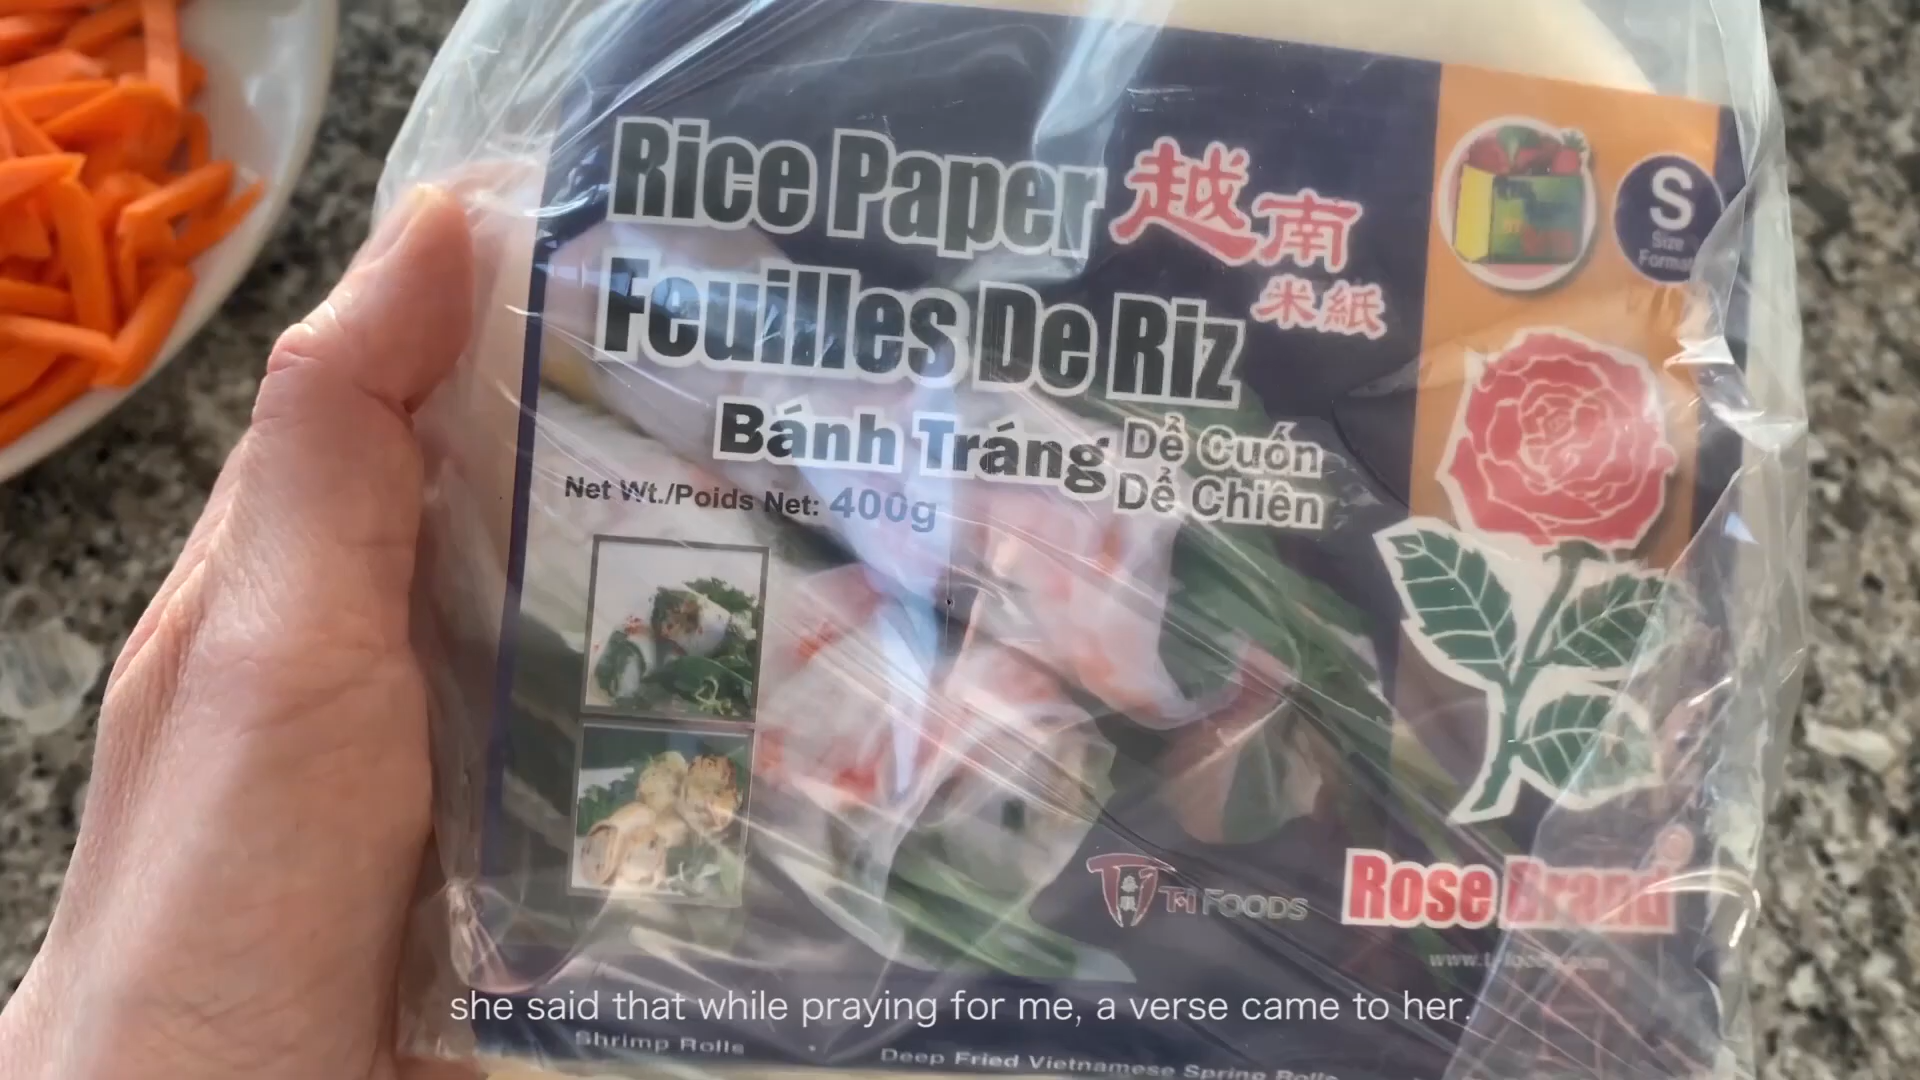 Rice Paper 越南
米紙
Feuilles De Riz
Bánh Tráng Dể Cuốn
Dể Chiên
Net Wt./Poids Net: 400g
S
Size
Format
T&T
T&T FOODS
Rose Brand
she said that while praying for me, a verse came to her.
Shrimp Rolls • Deep Fried Vietnamese Spring Rolls